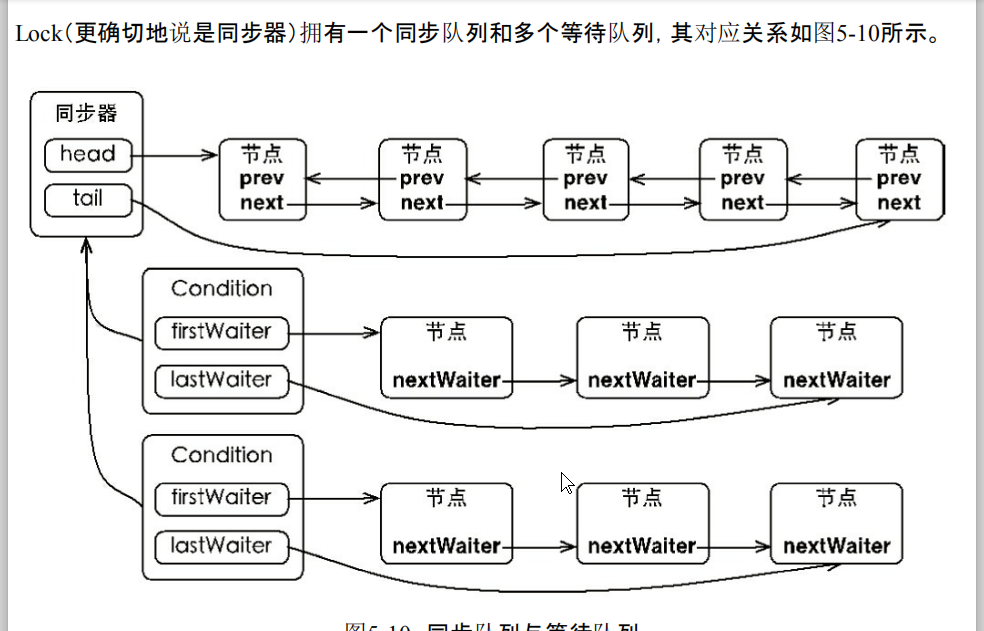 Lock(更确切地说是同步器)拥有一个同步队列和多个等待队列, 其对应关系如图5-10所示。
同步器
head
tail
节点
prev
next
节点
prev
next
节点
prev
next
节点
prev
next
节点
prev
next
Condition
firstWaiter
lastWaiter
节点
nextWaiter
节点
nextWaiter
节点
nextWaiter
Condition
firstWaiter
lastWaiter
节点
nextWaiter
节点
nextWaiter
节点
nextWaiter
图5-10 同步队列与等待队列